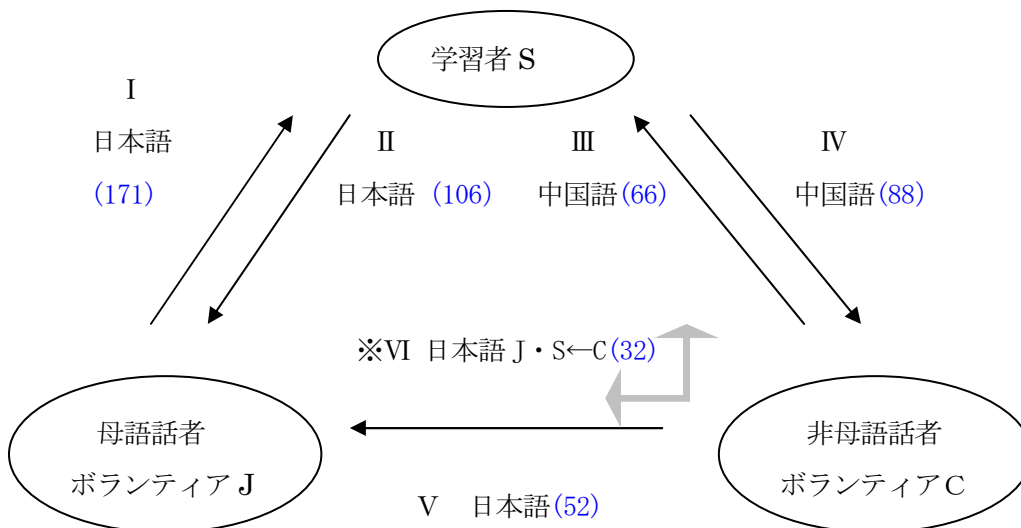 学習者 S
Ⅰ
日本語
(171)
Ⅱ
日本語 (106)
Ⅲ
中国語(66)
Ⅳ
中国語(88)
※Ⅵ 日本語 J・S←C(32)
母語話者
ボランティア J
非母語話者
ボランティア C
Ⅴ 日本語(52)